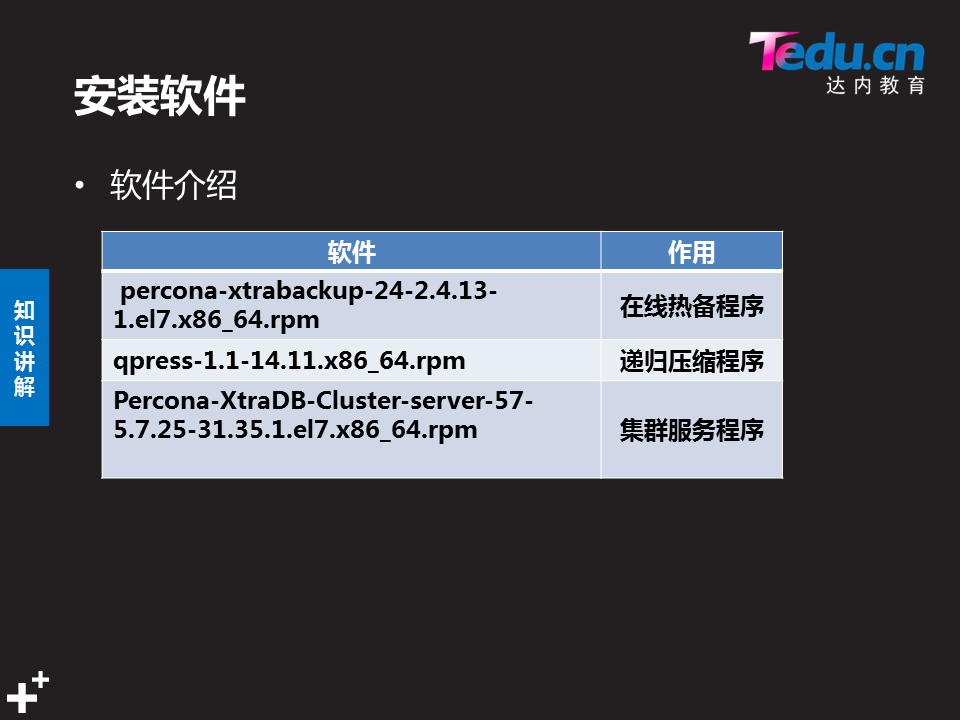 Tedu.cn
达内教育
安装软件
• 软件介绍
软件 作用
percona-xtrabackup-24-2.4.13-
1.el7.x86_64.rpm
在线热备程序
qpress-1.1-14.11.x86_64.rpm 递归压缩程序
Percona-XtraDB-Cluster-server-57-
5.7.25-31.35.1.el7.x86_64.rpm
集群服务程序
知
识
讲
解